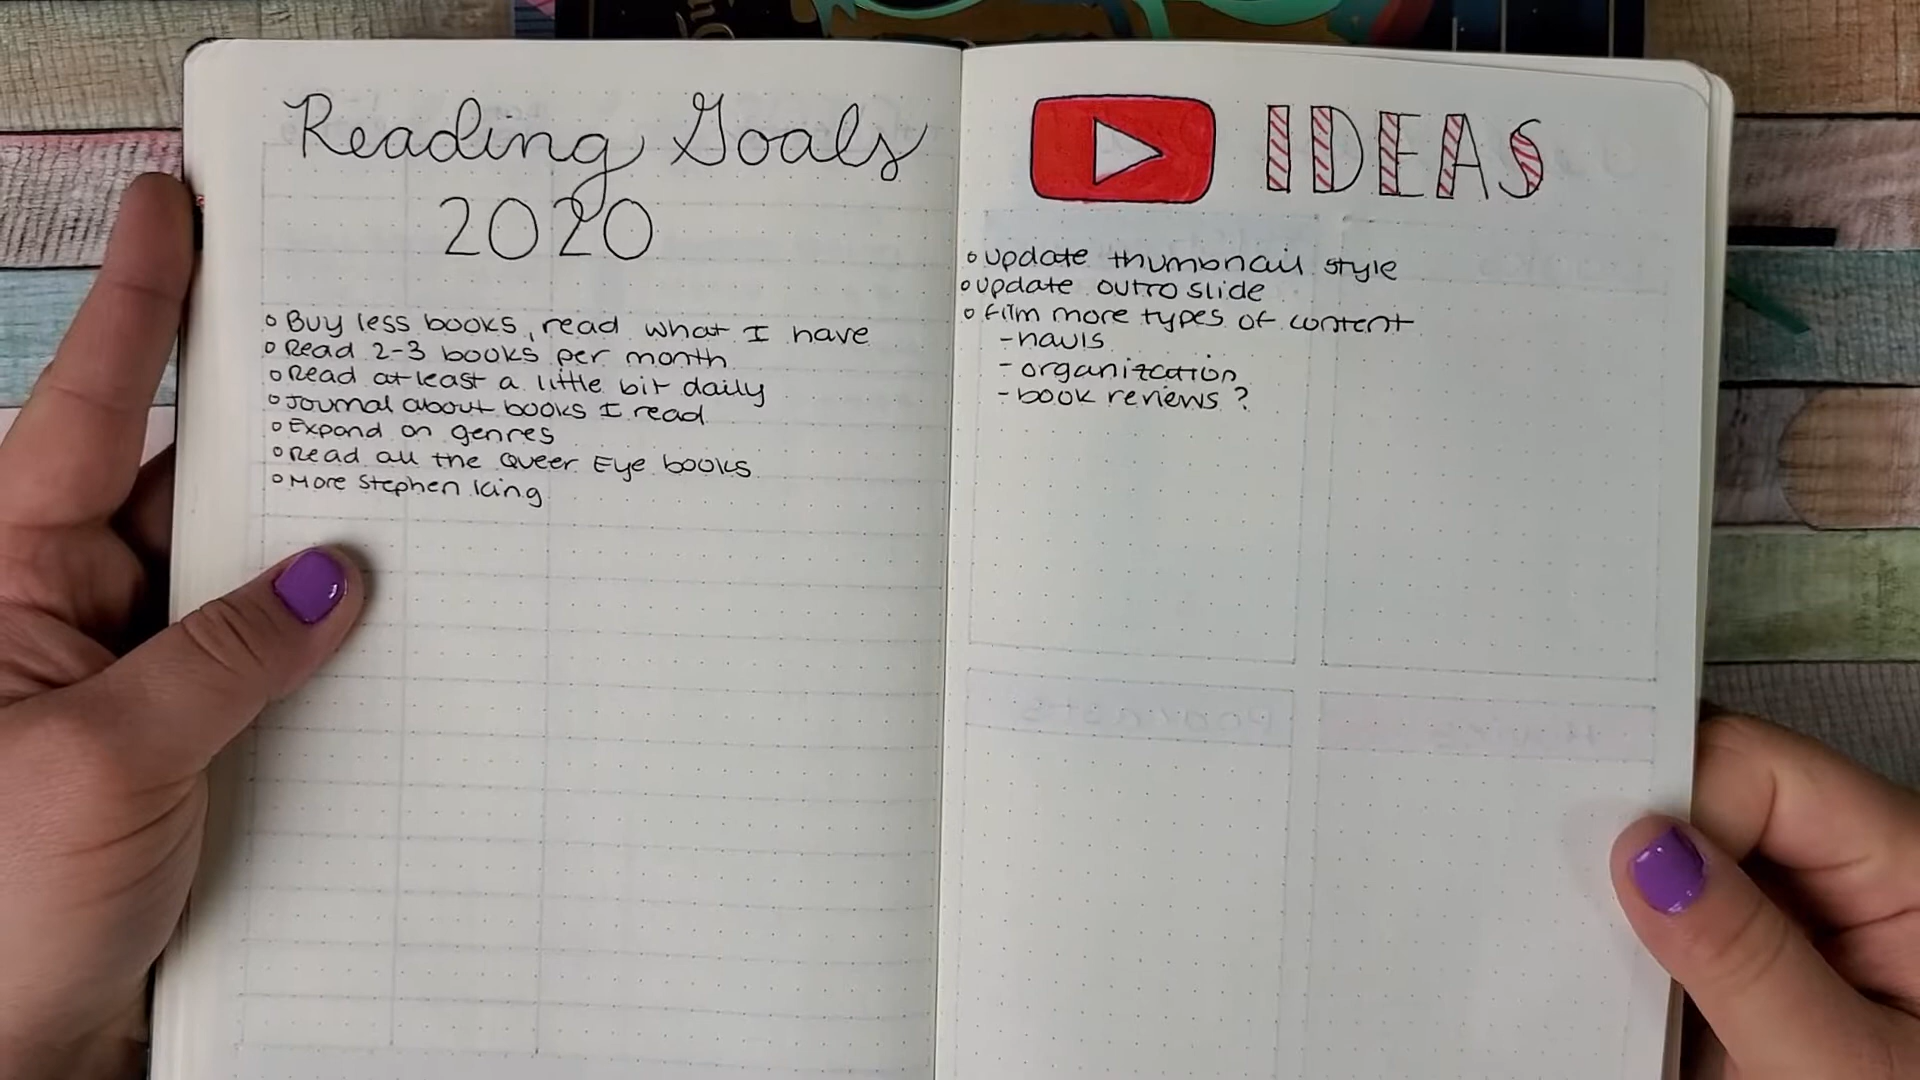 Reading Goals
2020
Buy less books, read what I have
Read 2-3 books per month
Read at least a little bit daily
Journal about books I read
Expand on genres
Read all the Queer Eye books
More Stephen King
IDEAS
update thumbnail style
update outro slide
film more types of content
- hauls
- organization
- book reviews?